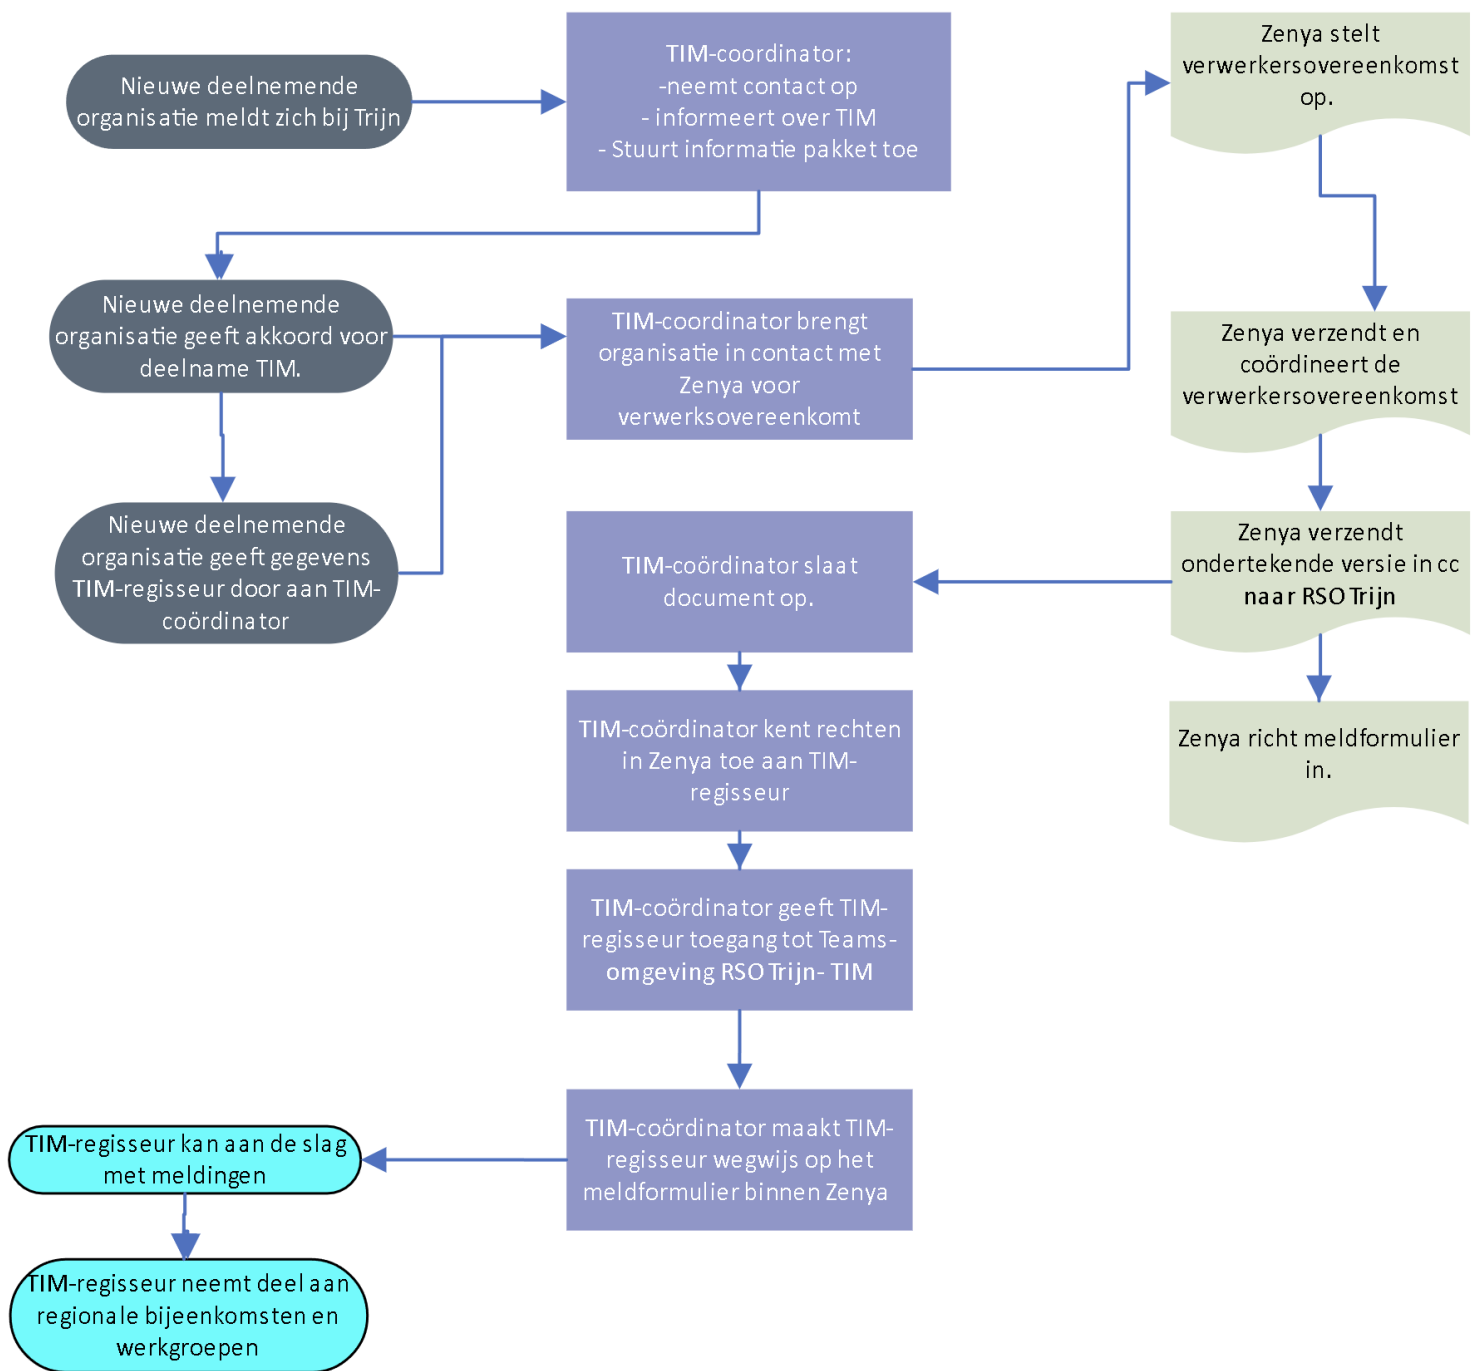 Nieuwe deelnemende
organisatie meldt zich bij Trijn
TIM-coordinator:
-neemt contact op
- informeert over TIM
- Stuurt informatie pakket toe
Zenya stelt
verwerkersovereenkomst
op.
Nieuwe deelnemende
organisatie geeft akkoord voor
deelname TIM.
TIM-coordinator brengt
organisatie in contact met
Zenya voor
verwerksovereenkomt
Zenya verzendt en
coördineert de
verwerkersovereenkomst
Nieuwe deelnemende
organisatie geeft gegevens
TIM-regisseur door aan TIM-
coördinator
TIM-coördinator slaat
document op.
Zenya verzendt
ondertekende versie in cc
naar RSO Trijn
TIM-coördinator kent rechten
in Zenya toe aan TIM-
regisseur
Zenya richt meldformulier
in.
TIM-coördinator geeft TIM-
regisseur toegang tot Teams-
omgeving RSO Trijn- TIM
TIM-coördinator maakt TIM-
regisseur wegwijs op het
meldformulier binnen Zenya
TIM-regisseur kan aan de slag
met meldingen
TIM-regisseur neemt deel aan
regionale bijeenkomsten en
werkgroepen